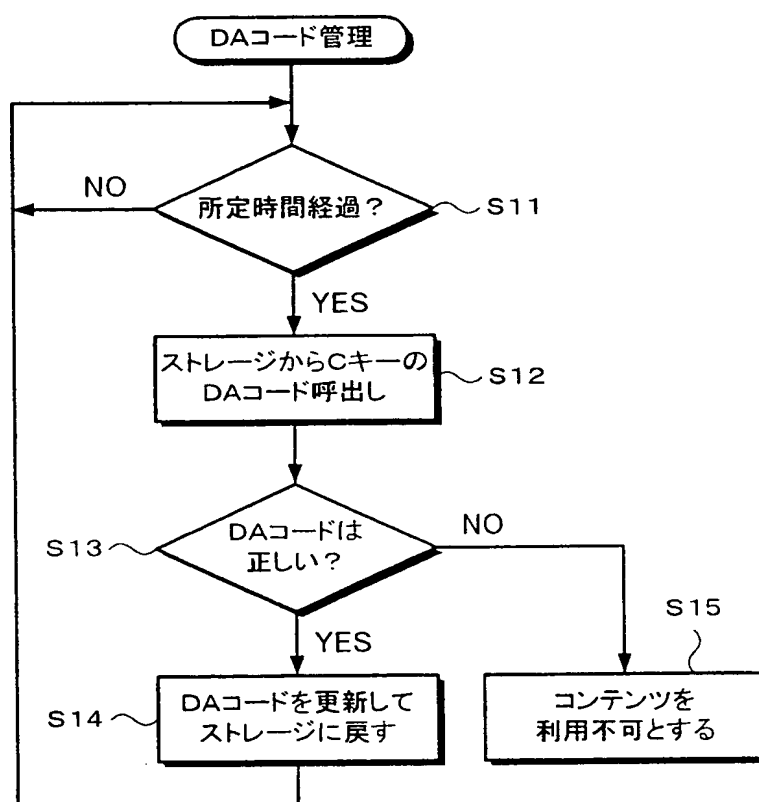 DAコード管理
NO
所定時間経過？
S11
YES
ストレージからCキーの
DAコード呼出し
S12
S13
DAコードは
正しい？
NO
YES
S15
S14
DAコードを更新して
ストレージに戻す
コンテンツを
利用不可とする